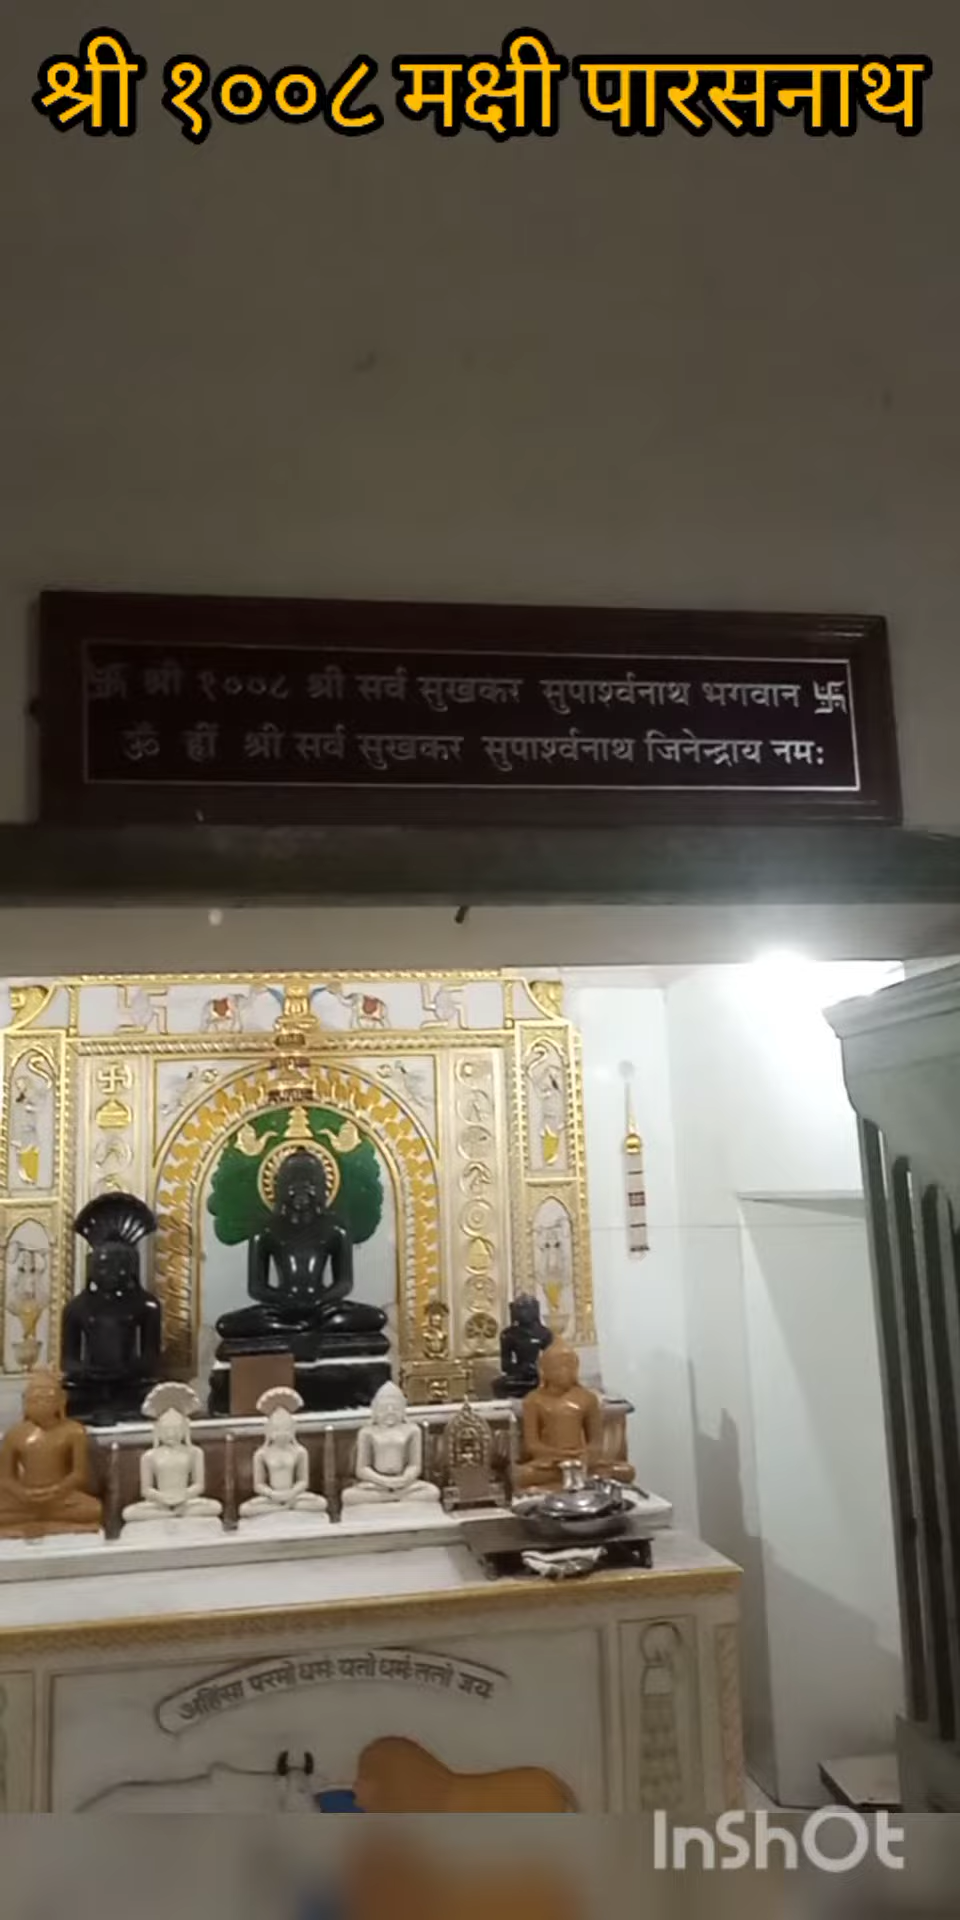 श्री १००८ मक्षी पारसनाथ
卐 श्री १००८ श्री सर्व सुखकर सुपार्श्वनाथ भगवान 卐
ॐ ह्रीं श्री सर्व सुखकर सुपार्श्वनाथ जिनेन्द्राय नमः
अहिंसा परमो धर्मः यतो धर्मः ततो जयः
InShOt